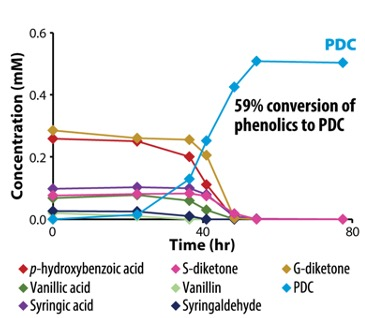 0.6
PDC
Concentration (mM)
0.4
59% conversion of
phenolics to PDC
0.2
0.0
0
40
80
Time (hr)
p-hydroxybenzoic acid
S-diketone
G-diketone
Vanillic acid
Vanillin
PDC
Syringic acid
Syringaldehyde